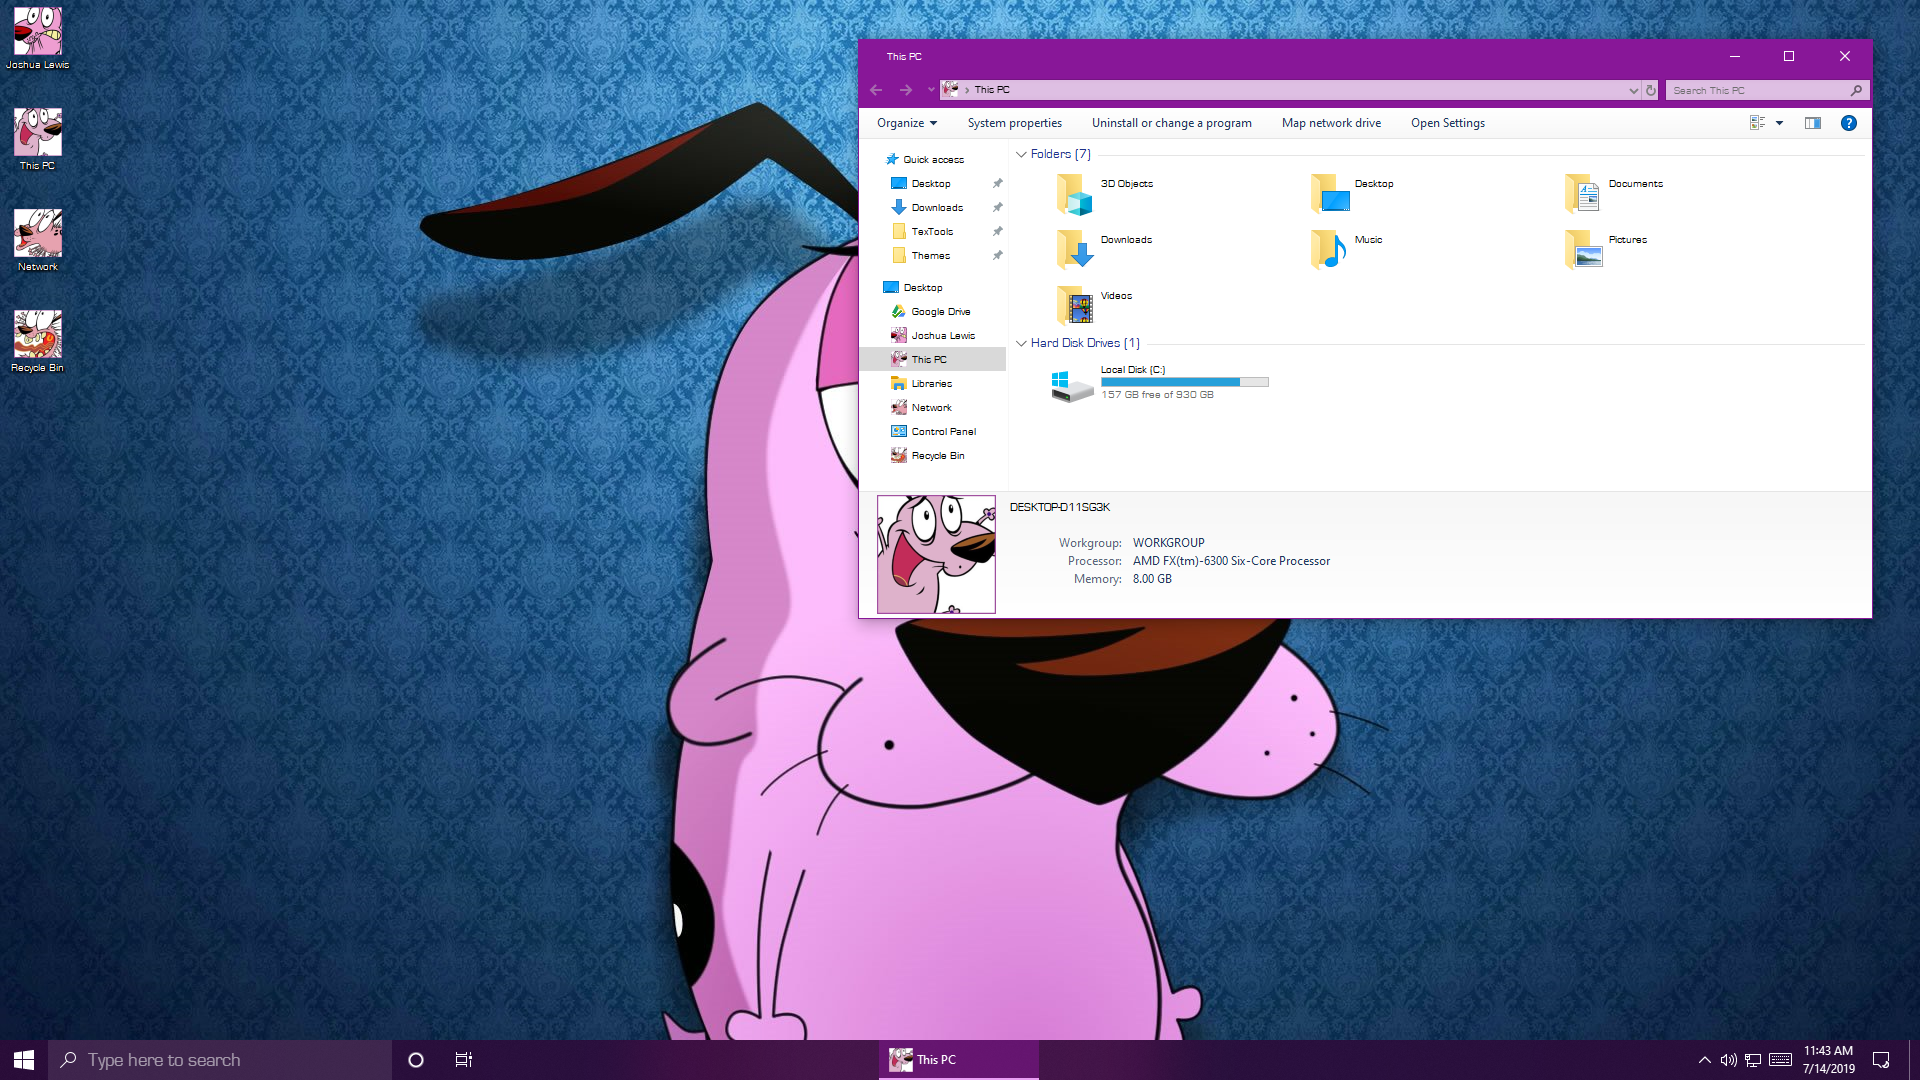 Joshua Lewis
This PC
Network
Recycle Bin
This PC
This PC
Search This PC
Organize
System properties
Uninstall or change a program
Map network drive
Open Settings
?
Quick access
Desktop
Downloads
TexTools
Themes
Desktop
Google Drive
Joshua Lewis
This PC
Libraries
Network
Control Panel
Recycle Bin
Folders (7)
3D Objects
Desktop
Documents
Downloads
Music
Pictures
Videos
Hard Disk Drives (1)
Local Disk (C:)
157 GB free of 930 GB
DESKTOP-D11SG3K
Workgroup: WORKGROUP
Processor: AMD FX(tm)-6300 Six-Core Processor
Memory: 8.00 GB
Type here to search
This PC
11:43 AM
7/14/2019